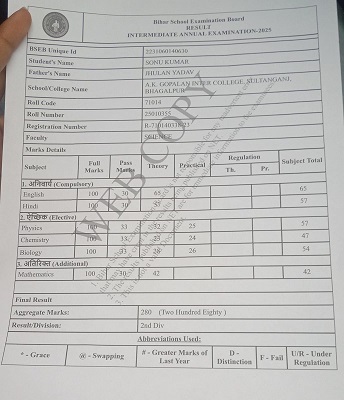 Bihar School Examination Board
RESULT
INTERMEDIATE ANNUAL EXAMINATION-2025
BSEB Unique Id 2231060140630
Student's Name SONU KUMAR
Father's Name JHULAN YADAV
School/College Name A.K. GOPALAN INTER COLLEGE, SULTANGANJ, BHAGALPUR
Roll Code 71014
Roll Number 25010355
Registration Number
Faculty SCIENCE
Marks Details
Subject Full Marks Pass Marks Theory Practical Regulation Th. Pr. Subject Total
1. अनिवार्य (Compulsory)
English 100 30 65 65
Hindi 100 30 57 57
2. ऐच्छिक (Elective)
Physics 100 33 32 25 57
Chemistry 100 33 23 24 47
Biology 100 33 28 26 54
3. अतिरिक्त (Additional)
Mathematics 100 30 42 42
Final Result
Aggregate Marks: 280 (Two Hundred Eighty )
Result/Division: 2nd Div
Abbreviations Used:
* - Grace @ - Swapping # - Greater Marks of Last Year D - Distinction F - Fail U/R - Under Regulation
WEB COPY